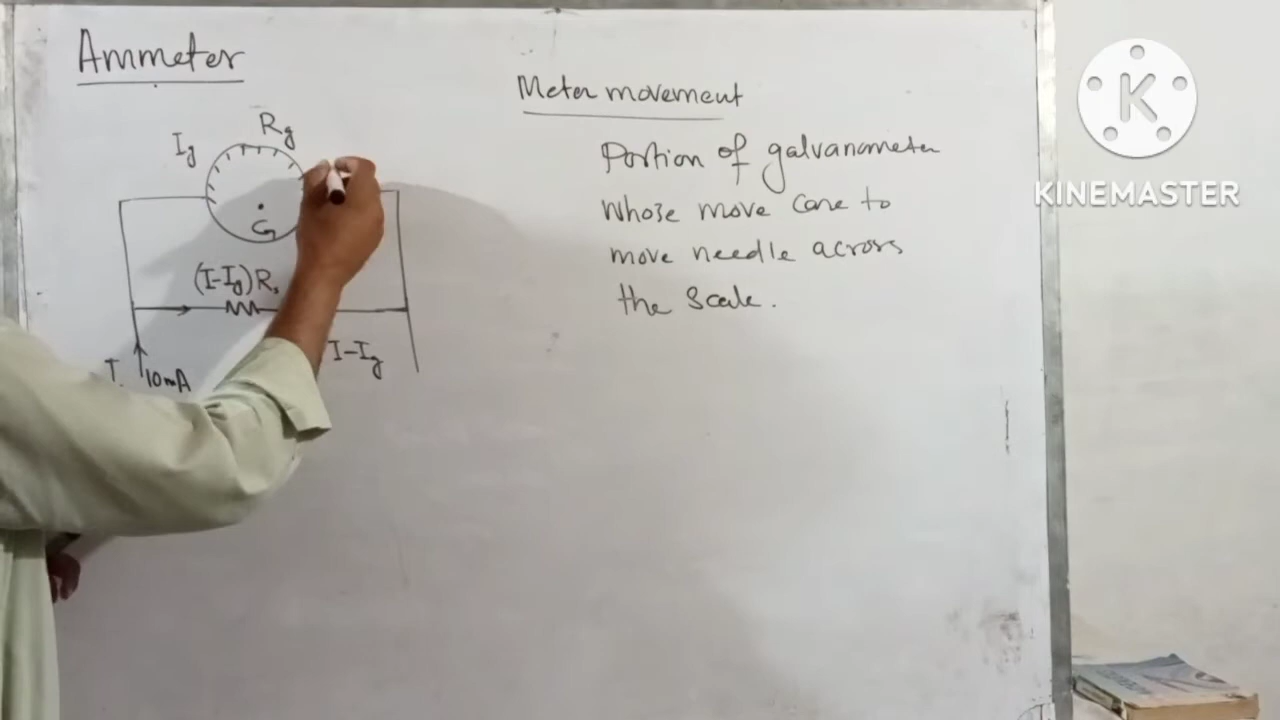 Ammeter
Meter movement
Rg
Ig
Portion of galvanometer
Whose move cane to
move needle across
the scale.
G
(I-Ig)Rs
I-Ig
I 10mA
K
KINEMASTER